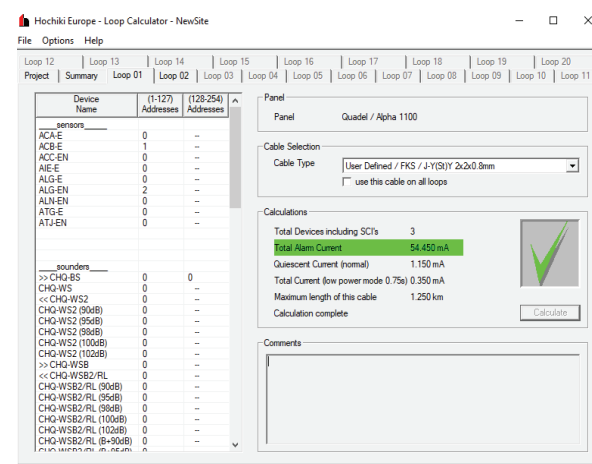 Hochiki Europe - Loop Calculator - NewSite
File Options Help
Loop 12 Loop 13 Loop 14 Loop 15 Loop 16 Loop 17 Loop 18 Loop 19 Loop 20
Project Summary Loop 01 Loop 02 Loop 03 Loop 04 Loop 05 Loop 06 Loop 07 Loop 08 Loop 09 Loop 10 Loop 11
Device Name (1-127) Addresses (128-254) Addresses
____sensors____
ACA-E 0 --
ACB-E 1 --
ACC-EN 0 --
AIE-E 0 --
ALG-E 0 --
ALG-EN 2 --
ALN-EN 0 --
ATG-E 0 --
ATJ-EN 0 --
____sounders____
>> CHQ-BS 0 0
CHQ-WS 0 --
<< CHQ-WS2 0 --
CHQ-WS2 (90dB) 0 --
CHQ-WS2 (95dB) 0 --
CHQ-WS2 (98dB) 0 --
CHQ-WS2 (100dB) 0 --
CHQ-WS2 (102dB) 0 --
>> CHQ-WSB 0 --
<< CHQ-WSB2/RL 0 --
CHQ-WSB2/RL (90dB) 0 --
CHQ-WSB2/RL (95dB) 0 --
CHQ-WSB2/RL (98dB) 0 --
CHQ-WSB2/RL (100dB) 0 --
CHQ-WSB2/RL (102dB) 0 --
CHQ-WSB2/RL (B+90dB) 0 --
CHQ-WSB2/RL (B+95dB) 0 --
Panel
Panel Quadel / Alpha 1100
Cable Selection
Cable Type User Defined / FKS / J-Y(St)Y 2x2x0.8mm
use this cable on all loops
Calculations
Total Devices including SCI's 3
Total Alarm Current 54.450 mA
Quiescent Current (normal) 1.150 mA
Total Current (low power mode 0.75s) 0.350 mA
Maximum length of this cable 1.250 km
Calculation complete
Calculate
Comments